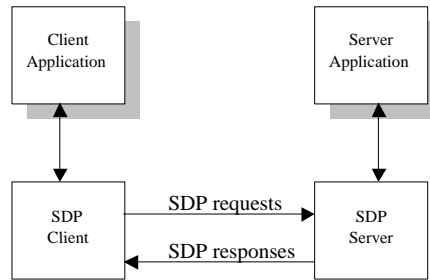 Client
Application
Server
Application
SDP requests
SDP
Client
SDP
Server
SDP responses